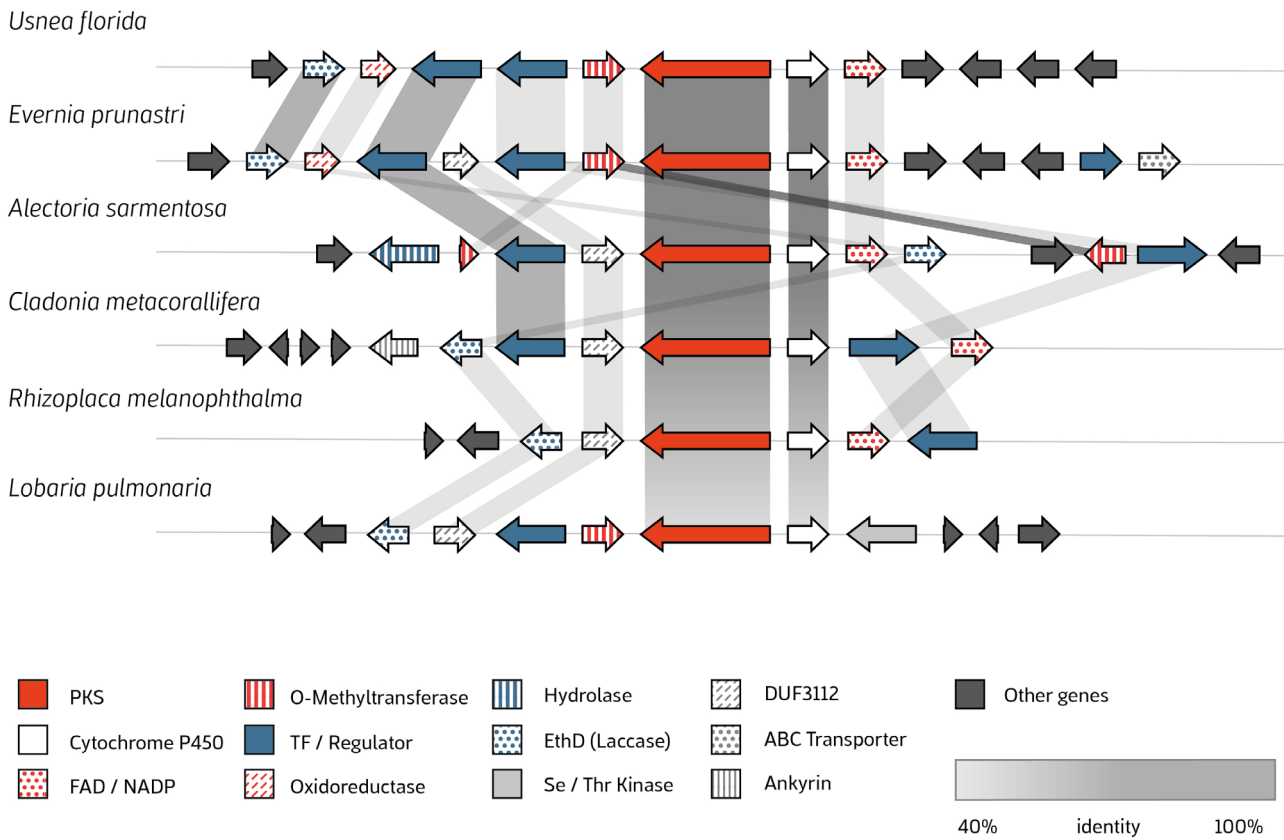 Usnea florida
Evernia prunastri
Alectoria sarmentosa
Cladonia metacorallifera
Rhizoplaca melanophthalma
Lobaria pulmonaria
PKS
O-Methyltransferase
Hydrolase
DUF3112
Other genes
Cytochrome P450
TF / Regulator
EthD (Laccase)
ABC Transporter
FAD / NADP
Oxidoreductase
Se / Thr Kinase
Ankyrin
40% identity 100%